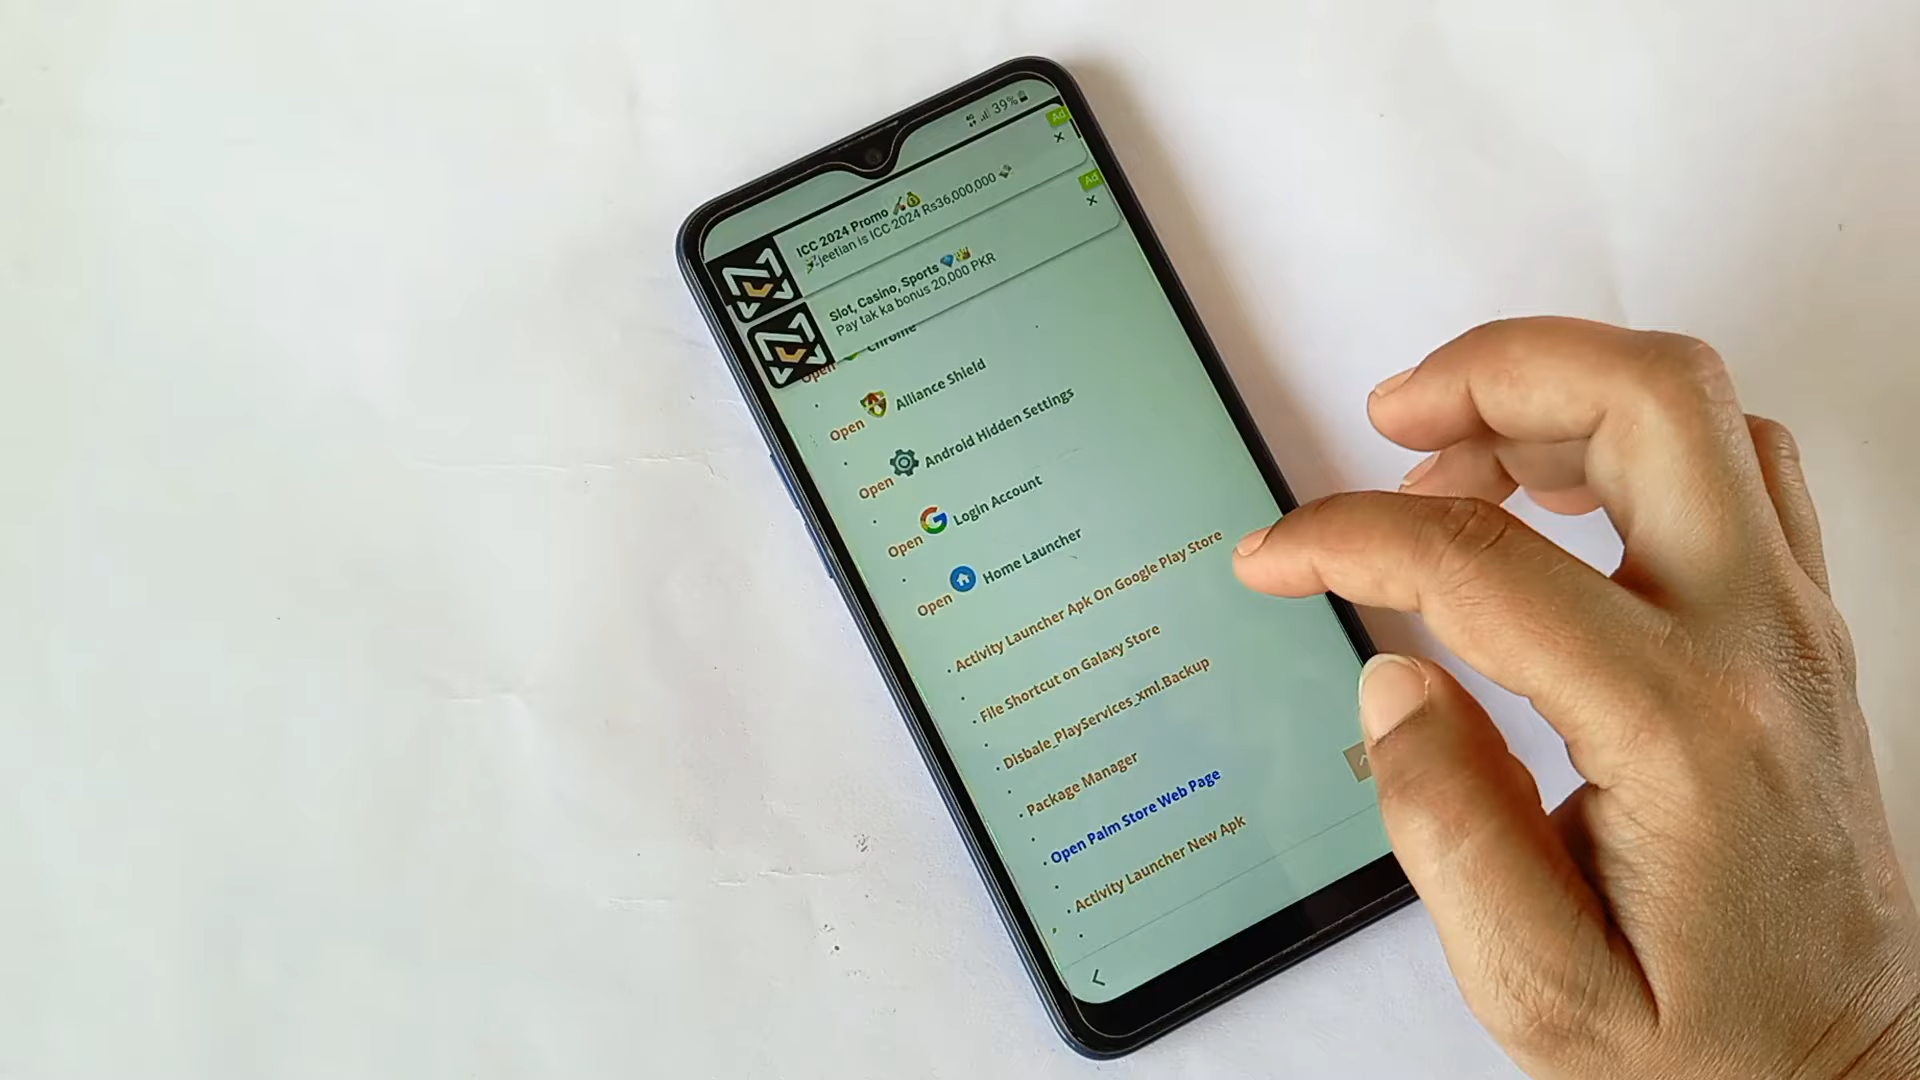 4G 39%
Ad
ICC 2024 Promo
-jeetian is ICC 2024 Rs36,000,000
Ad
Slot, Casino, Sports
Pay tak ka bonus 20,000 PKR
Open Chrome
Open Alliance Shield
Open Android Hidden Settings
Open Login Account
Open Home Launcher
Activity Launcher Apk On Google Play Store
File Shortcut on Galaxy Store
Disbale_PlayServices_xml.Backup
Package Manager
Open Palm Store Web Page
Activity Launcher New Apk